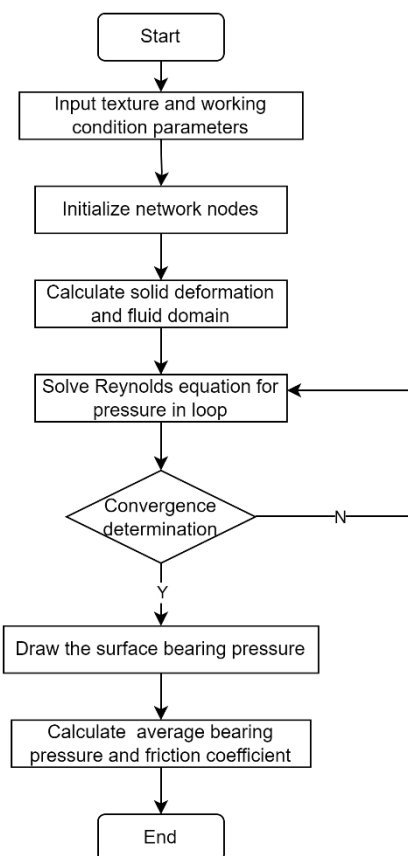 Start
Input texture and working
condition parameters
Initialize network nodes
Calculate solid deformation
and fluid domain
Solve Reynolds equation for
pressure in loop
Convergence
determination
N
Y
Draw the surface bearing pressure
Calculate average bearing
pressure and friction coefficient
End